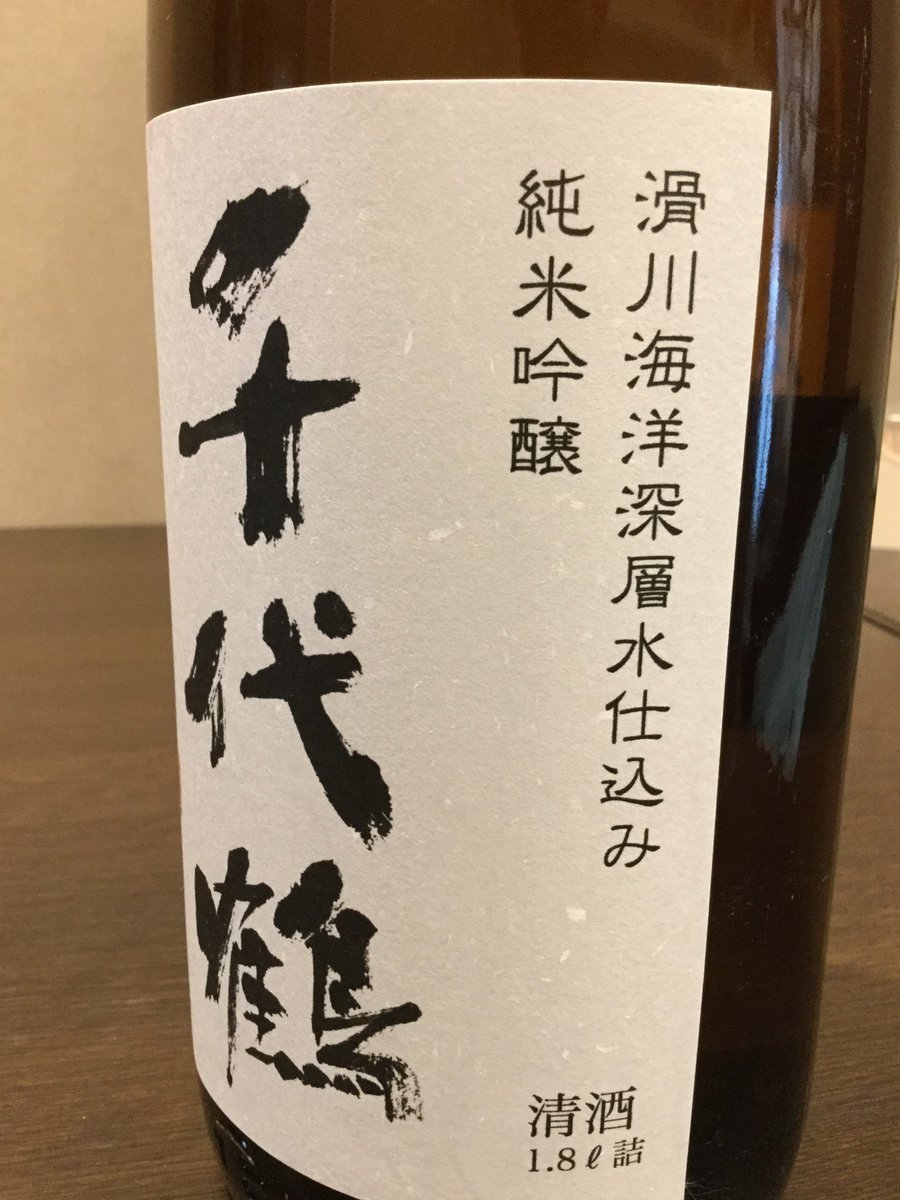 滑川海洋深層水仕込み
純米吟醸
千代鶴
清酒
1.8ℓ詰